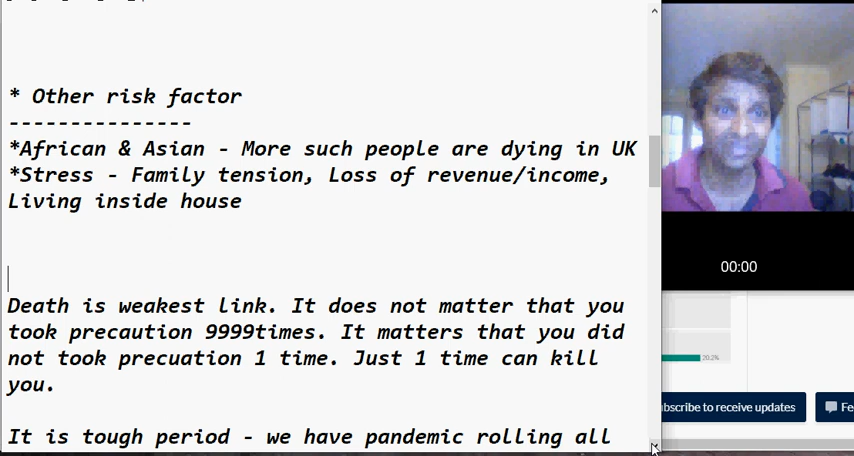 * Other risk factor
---------------
*African & Asian - More such people are dying in UK
*Stress - Family tension, Loss of revenue/income,
Living inside house
00:00
Death is weakest link. It does not matter that you
took precaution 9999times. It matters that you did
not took precuation 1 time. Just 1 time can kill
you.
20.2%
ubscribe to receive updates
Fe
It is tough period - we have pandemic rolling all